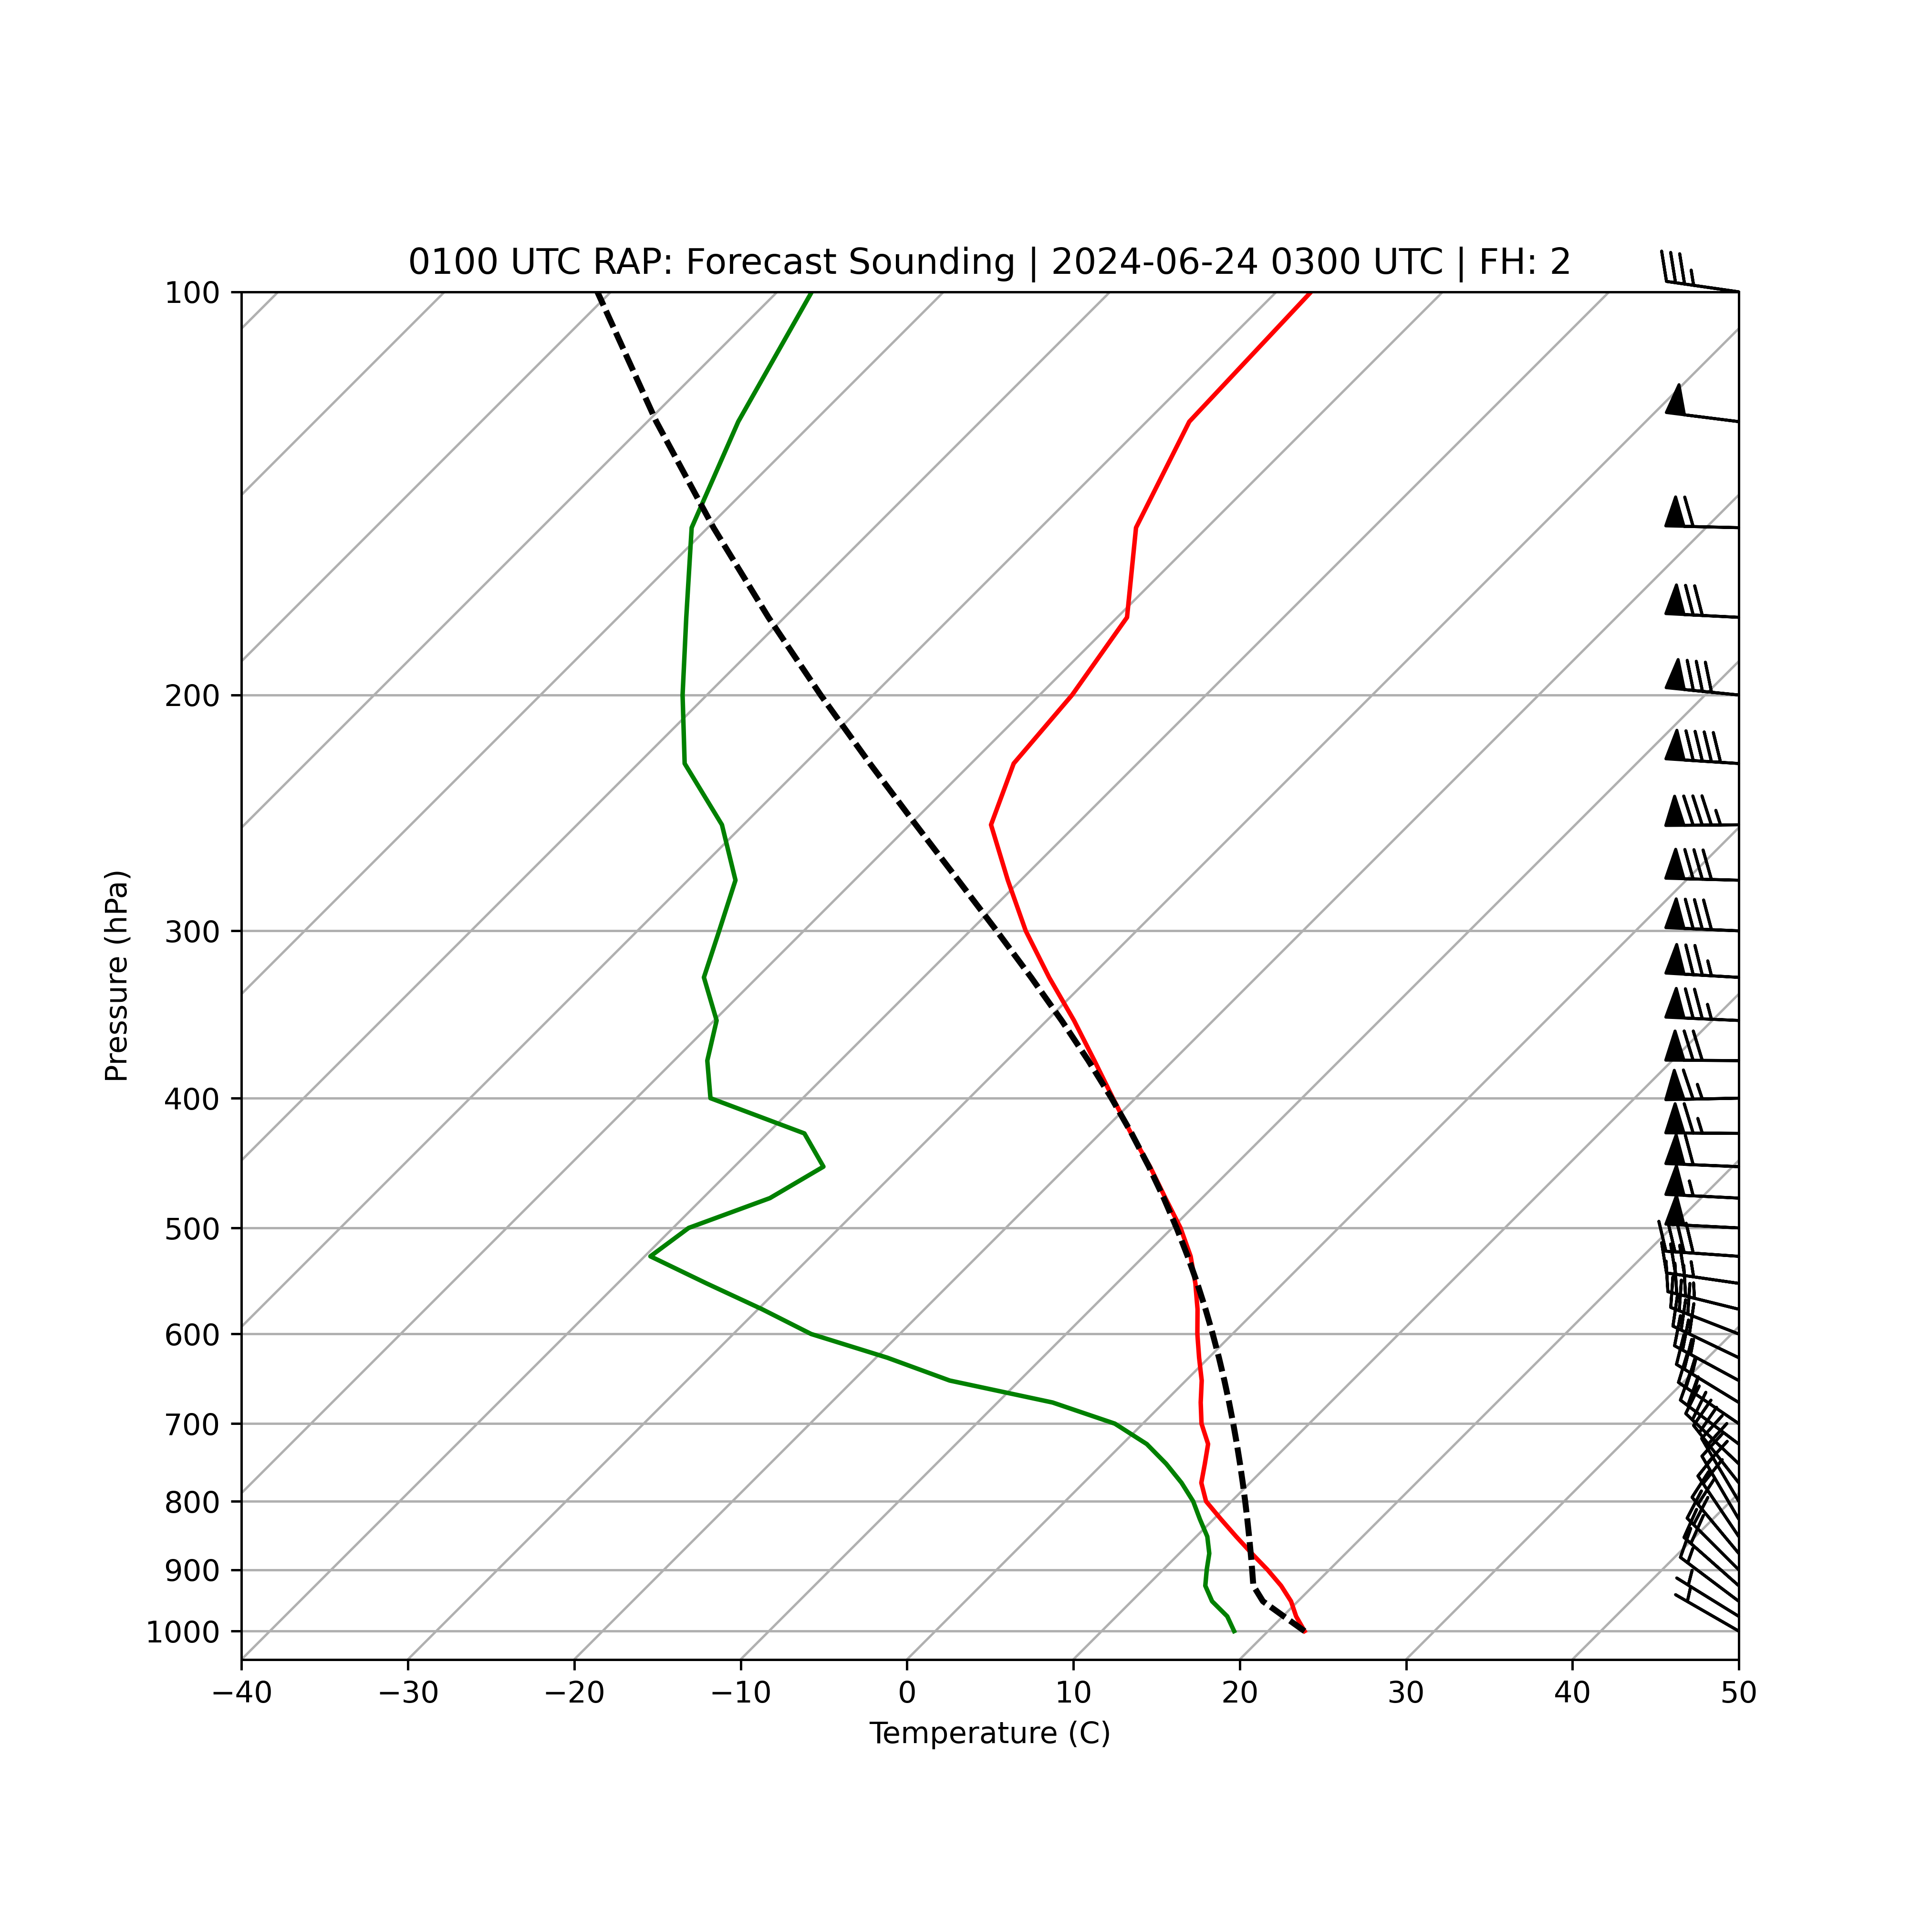 0100 UTC RAP: Forecast Sounding | 2024-06-24 0300 UTC | FH: 2
100
200
300
400
500
600
700
800
900
1000
Pressure (hPa)
−40 −30 −20 −10 0 10 20 30 40 50
Temperature (C)